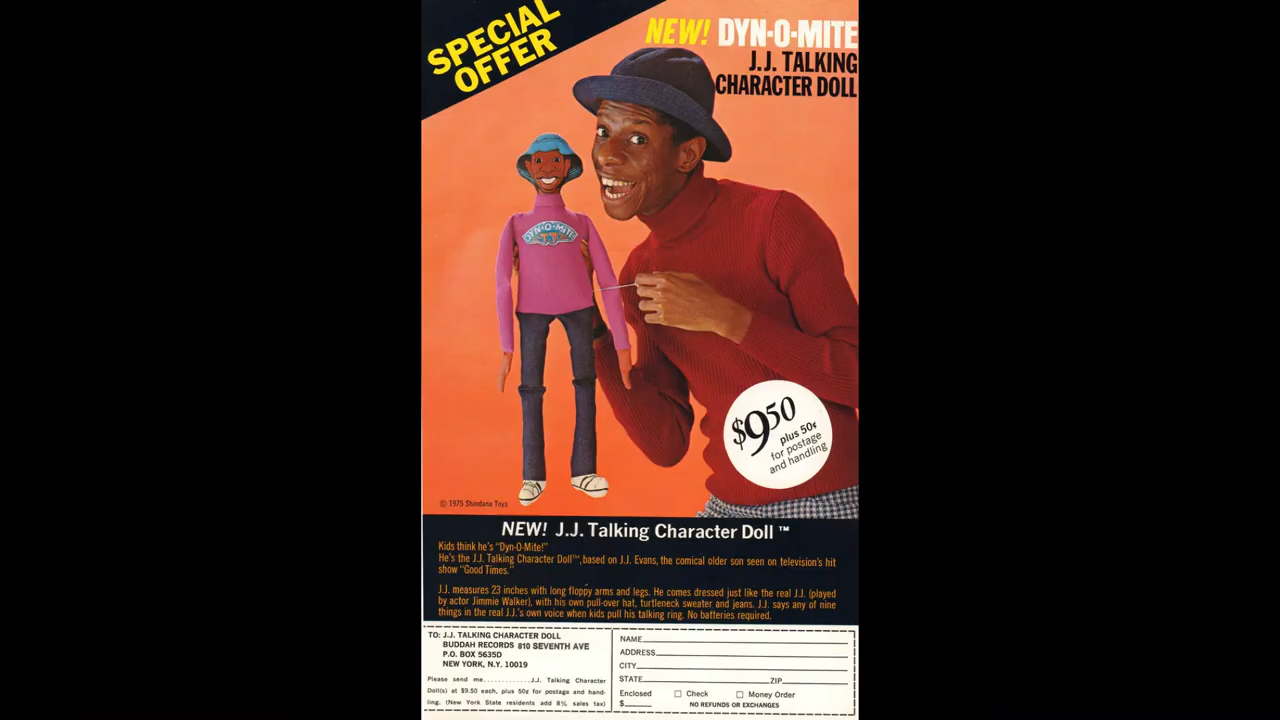 SPECIAL
OFFER
NEW! DYN-O-MITE
J.J. TALKING
CHARACTER DOLL
DYN-O-MITE
$9.50
plus 50¢
for postage
and handling
© 1975 Shindana Toys
NEW! J.J. Talking Character Doll ™
Kids think he's "Dyn-O-Mite!"
He's the J.J. Talking Character Doll™, based on J.J. Evans, the comical older son seen on television's hit
show "Good Times."
J.J. measures 23 inches with long floppy arms and legs. He comes dressed just like the real J.J. (played
by actor Jimmie Walker), with his own pull-over hat, turtleneck sweater and jeans. J.J. says any of nine
things in the real J.J.'s own voice when kids pull his talking ring. No batteries required.
TO: J.J. TALKING CHARACTER DOLL
BUDDAH RECORDS 810 SEVENTH AVE
P.O. BOX 5635D
NEW YORK, N.Y. 10019
Please send me............J.J. Talking Character
Doll(s) at $9.50 each, plus 50¢ for postage and hand-
ling. (New York State residents add 8% sales tax)
NAME
ADDRESS
CITY
STATE ZIP
Enclosed □ Check □ Money Order
$ NO REFUNDS OR EXCHANGES